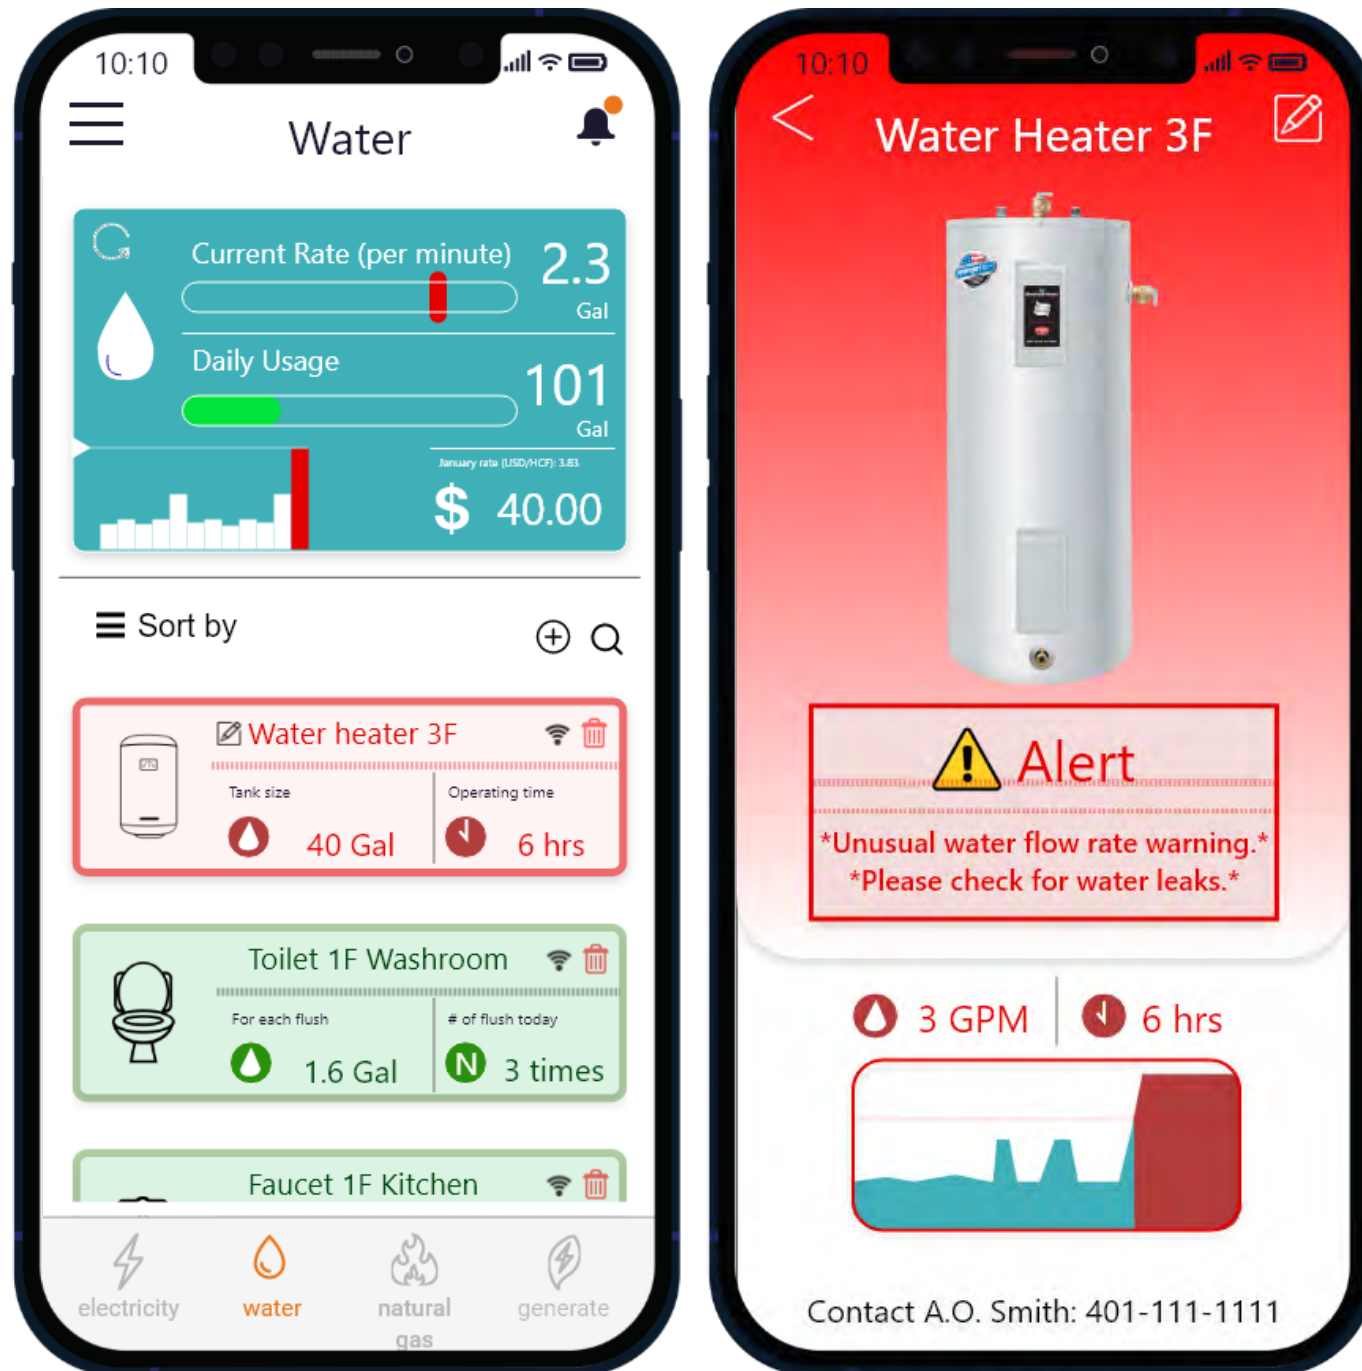 10:10
Water
Current Rate (per minute)
2.3
Gal
Daily Usage
101
Gal
January rate (USD/HCF): 3.83
$ 40.00
Sort by
Water heater 3F
Tank size
Operating time
40 Gal
6 hrs
Toilet 1F Washroom
For each flush
# of flush today
1.6 Gal
N
3 times
Faucet 1F Kitchen
electricity
water
natural
gas
generate
10:10
Water Heater 3F
Alert
*Unusual water flow rate warning.*
*Please check for water leaks.*
3 GPM
6 hrs
Contact A.O. Smith: 401-111-1111